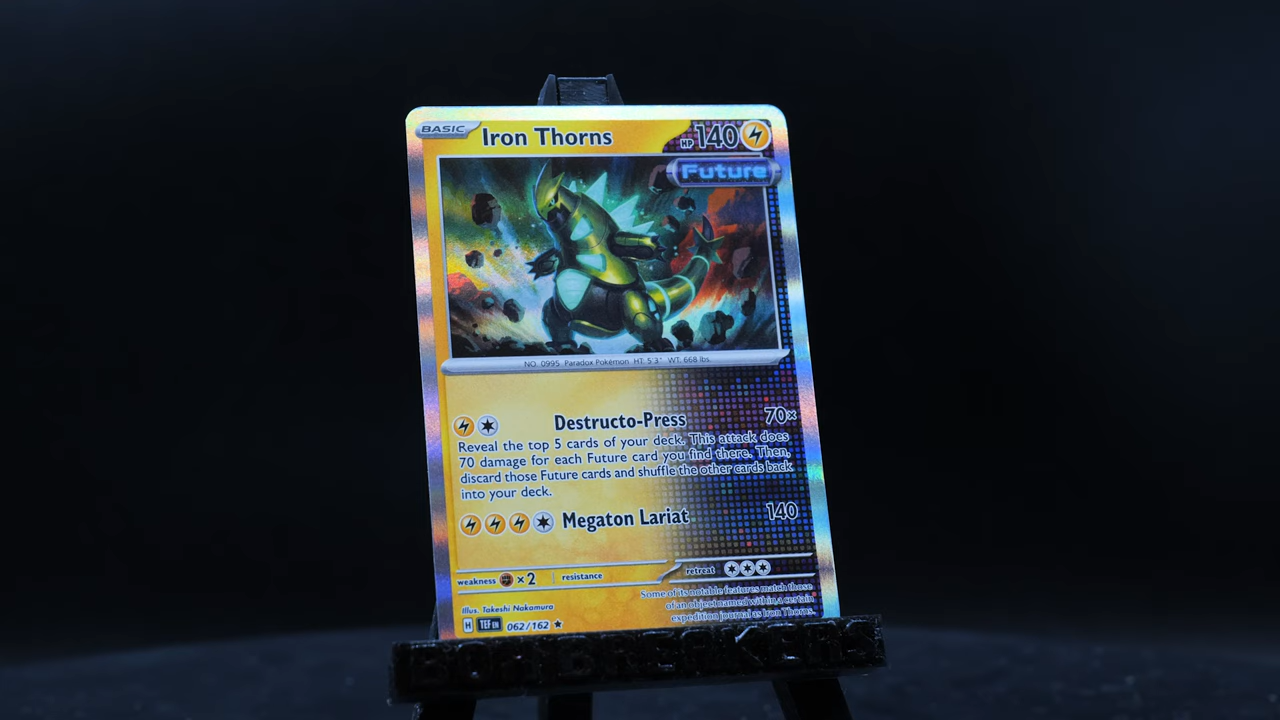 BASIC Iron Thorns HP 140
Future
NO. 0995 Paradox Pokémon HT: 5'3" WT: 668 lbs.
Destructo-Press 70×
Reveal the top 5 cards of your deck. This attack does
70 damage for each Future card you find there. Then,
discard those Future cards and shuffle the other cards back
into your deck.
Megaton Lariat 140
weakness ×2 resistance retreat
Some of its notable features match those
of an object named within a certain
expedition journal as Iron Thorns.
Illus. Takeshi Nakamura
H TEF EN 062/162